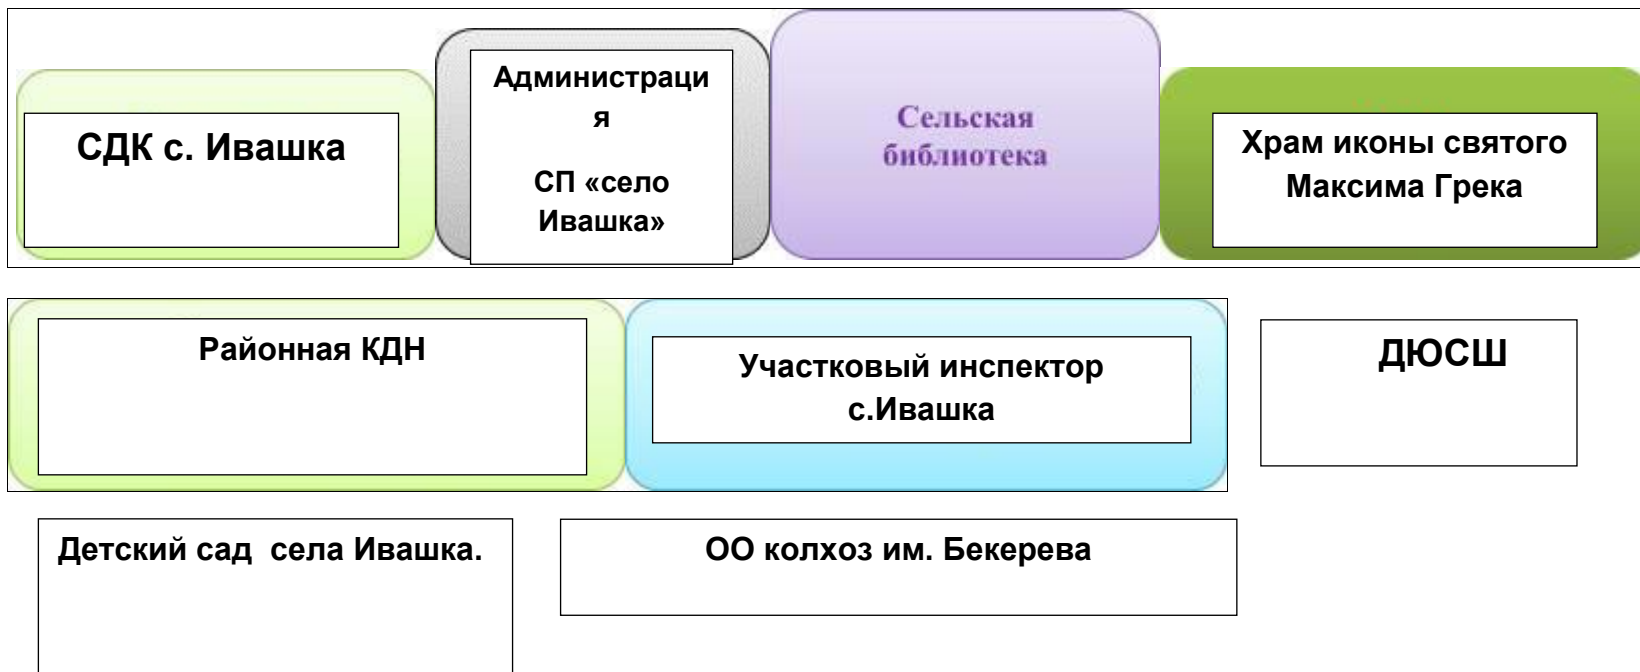 СДК с. Ивашка
Администраци
я
СП «село
Ивашка»
Сельская
библиотека
Храм иконы святого
Максима Грека
Районная КДН
Участковый инспектор
с.Ивашка
ДЮСШ
Детский сад  села Ивашка.
ОО колхоз им. Бекерева